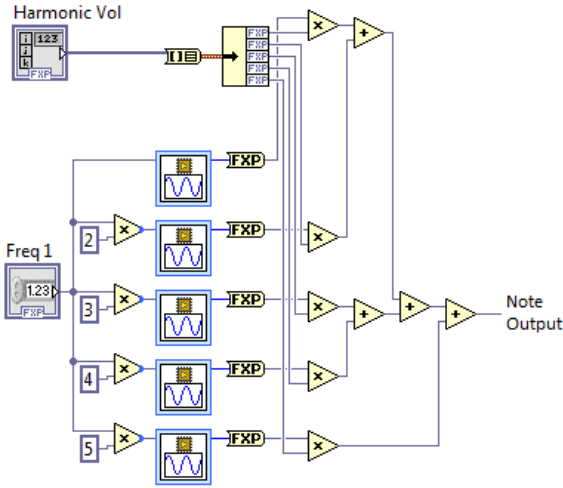 Harmonic Vol
i
j
k
123
FXP
FXP
FXP
FXP
FXP
FXP
×
+
FXP
×
2
FXP
×
Freq 1
1.23
FXP
×
3
FXP
×
+
+
+
Note
Output
×
4
FXP
×
×
5
FXP
×